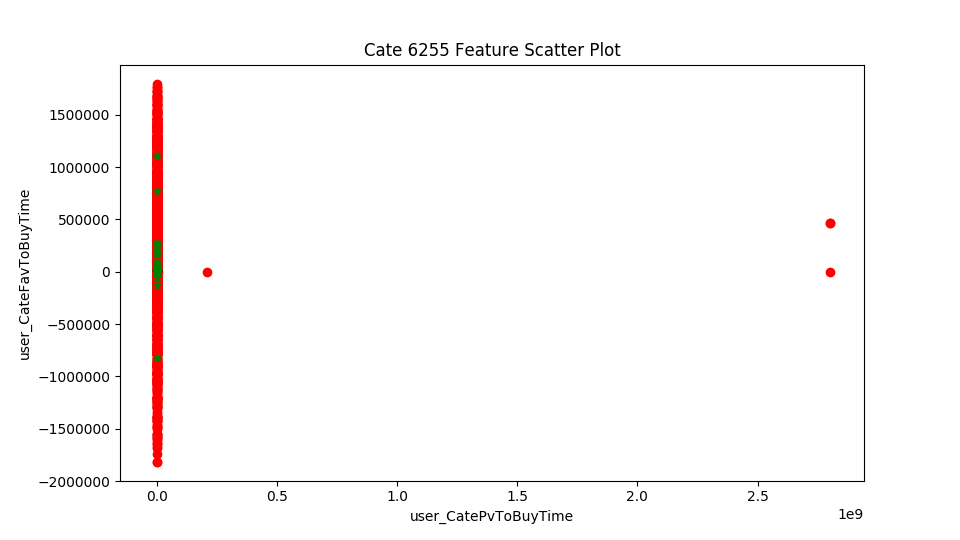 Cate 6255 Feature Scatter Plot
user_CateFavToBuyTime
1500000
1000000
500000
0
−500000
−1000000
−1500000
−2000000
0.0 0.5 1.0 1.5 2.0 2.5
1e9
user_CatePvToBuyTime